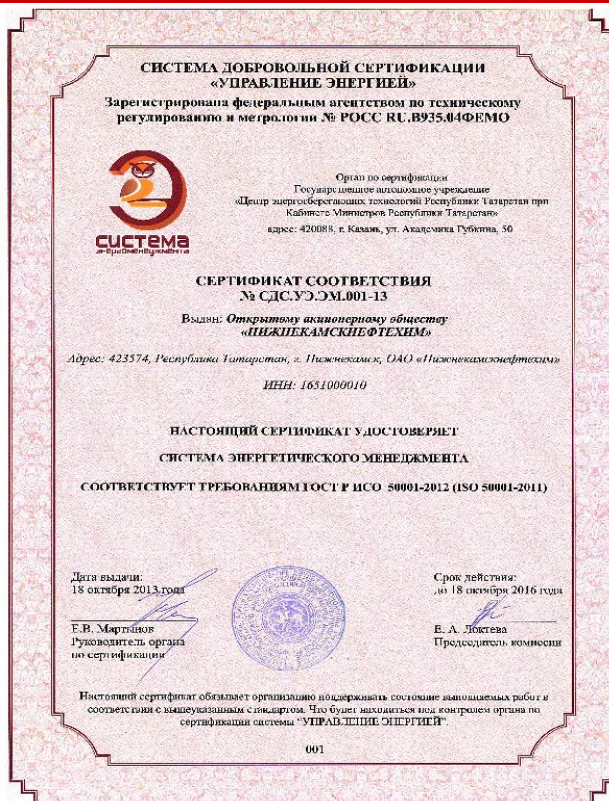 СИСТЕМА ДОБРОВОЛЬНОЙ СЕРТИФИКАЦИИ
«УПРАВЛЕНИЕ ЭНЕРГИЕЙ»
Зарегистрирована федеральным агентством по техническому
регулированию и метрологии № РОСС RU.В935.04ФЕМО
Орган по сертификации
Государственное автономное учреждение
«Центр энергосберегающих технологий Республики Татарстан при
Кабинете Министров Республики Татарстан»
адрес: 420088, г. Казань, ул. Академика Губкина, 50
система
энергоменеджмента
СЕРТИФИКАТ СООТВЕТСТВИЯ
№ СДС.УЭ.ЭМ.001-13
Выдан: Открытому акционерному обществу
«НИЖНЕКАМСКНЕФТЕХИМ»
Адрес: 423574, Республика Татарстан, г. Нижнекамск, ОАО «Нижнекамскнефтехим»
ИНН: 1651000010
НАСТОЯЩИЙ СЕРТИФИКАТ УДОСТОВЕРЯЕТ
СИСТЕМА ЭНЕРГЕТИЧЕСКОГО МЕНЕДЖМЕНТА
СООТВЕТСТВУЕТ ТРЕБОВАНИЯМ ГОСТ Р ИСО 50001-2012 (ISO 50001-2011)
Дата выдачи:
18 октября 2013 года
Е.В. Мартынов
Руководитель органа
по сертификации
Срок действия:
до 18 октября 2016 года
Е. А. Локтева
Председатель комиссии
Настоящий сертификат обязывает организацию поддерживать состояние выполняемых работ в
соответствии с вышеуказанным стандартом. Что будет находиться под контролем органа по
сертификации системы "УПРАВЛЕНИЕ ЭНЕРГИЕЙ".
001